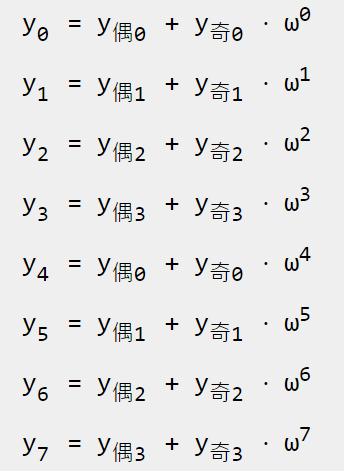 y₀ = y偶₀ + y奇₀ · ω⁰
y₁ = y偶₁ + y奇₁ · ω¹
y₂ = y偶₂ + y奇₂ · ω²
y₃ = y偶₃ + y奇₃ · ω³
y₄ = y偶₀ + y奇₀ · ω⁴
y₅ = y偶₁ + y奇₁ · ω⁵
y₆ = y偶₂ + y奇₂ · ω⁶
y₇ = y偶₃ + y奇₃ · ω⁷